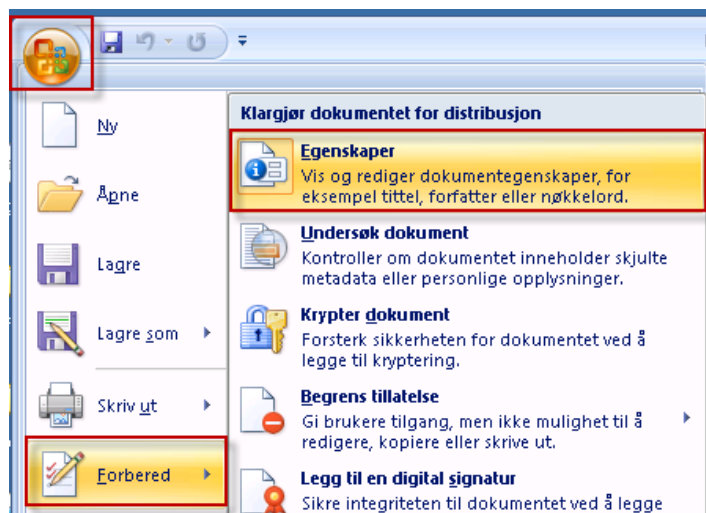 Ny
Åpne
Lagre
Lagre som
Skriv ut
Forbered
Klargjør dokumentet for distribusjon
Egenskaper
Vis og rediger dokumentegenskaper, for
eksempel tittel, forfatter eller nøkkelord.
Undersøk dokument
Kontroller om dokumentet inneholder skjulte
metadata eller personlige opplysninger.
Krypter dokument
Forsterk sikkerheten for dokumentet ved å
legge til kryptering.
Begrens tillatelse
Gi brukere tilgang, men ikke mulighet til å
redigere, kopiere eller skrive ut.
Legg til en digital signatur
Sikre integriteten til dokumentet ved å legge